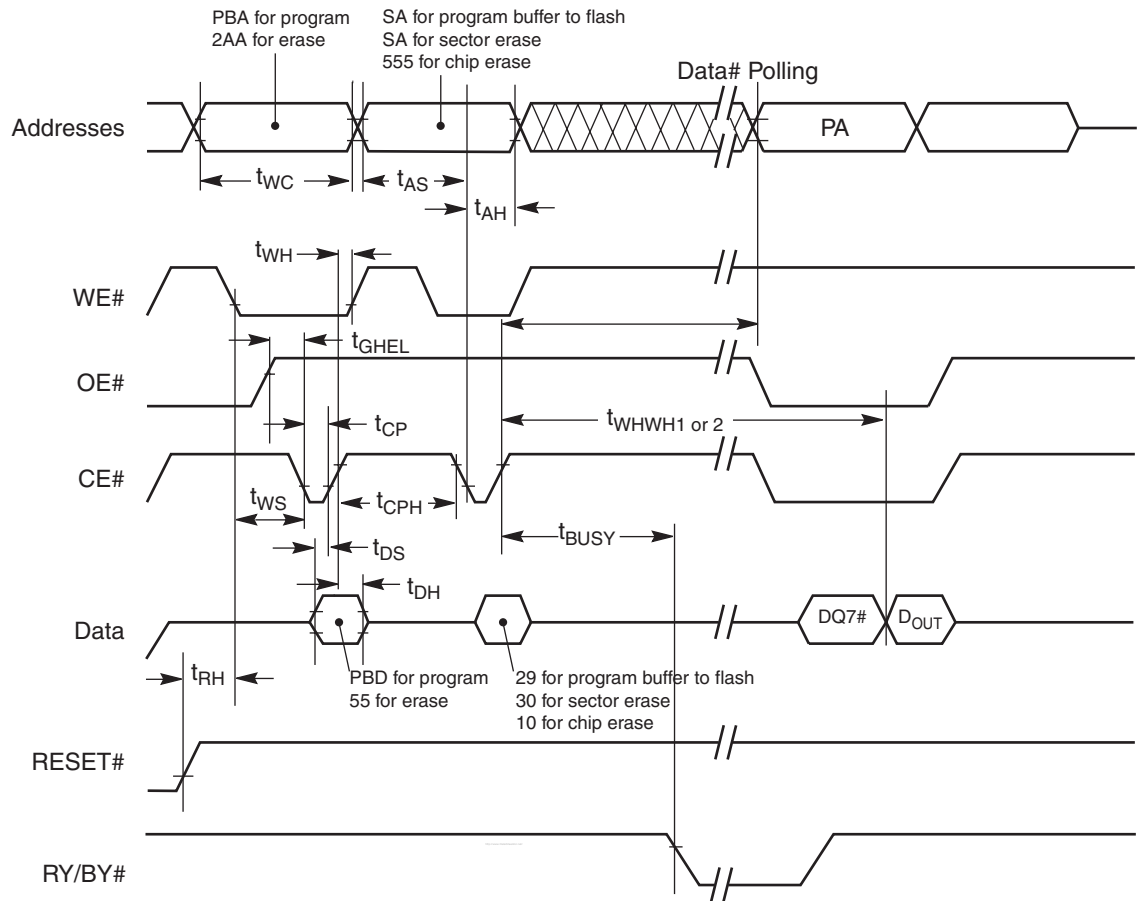 PBA for program
2AA for erase
SA for program buffer to flash
SA for sector erase
555 for chip erase
Data# Polling
Addresses
PA
tWC
tAS
tAH
tWH
WE#
tGHEL
OE#
tCP
tWHWH1 or 2
CE#
tWS
tCPH
tBUSY
tDS
tDH
Data
DQ7#
DOUT
tRH
PBD for program
55 for erase
29 for program buffer to flash
30 for sector erase
10 for chip erase
RESET#
RY/BY#